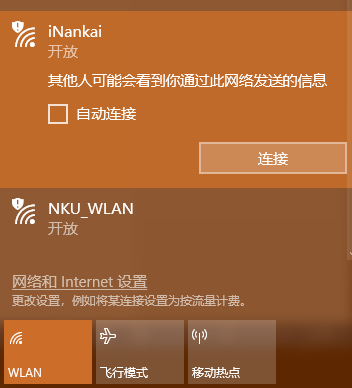 iNankai
开放
其他人可能会看到你通过此网络发送的信息
自动连接
连接
NKU_WLAN
开放
网络和 Internet 设置
更改设置，例如将某连接设置为按流量计费。
WLAN
飞行模式
移动热点